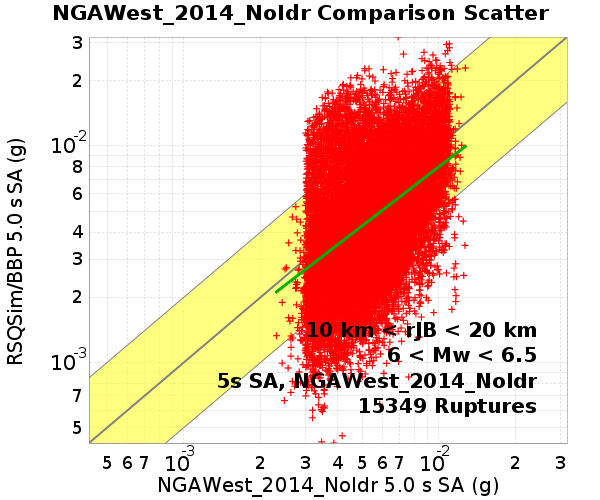 NGAWest_2014_NoIdr Comparison Scatter
3
2
10^-2
8
6
4
3
2
10^-3
7
5
RSQSim/BBP 5.0 s SA (g)
10 km < rJB < 20 km
6 < Mw < 6.5
5s SA, NGAWest_2014_NoIdr
15349 Ruptures
5 6 7 10^-3 2 3 4 5 6 7 10^-2 2 3
NGAWest_2014_NoIdr 5.0 s SA (g)